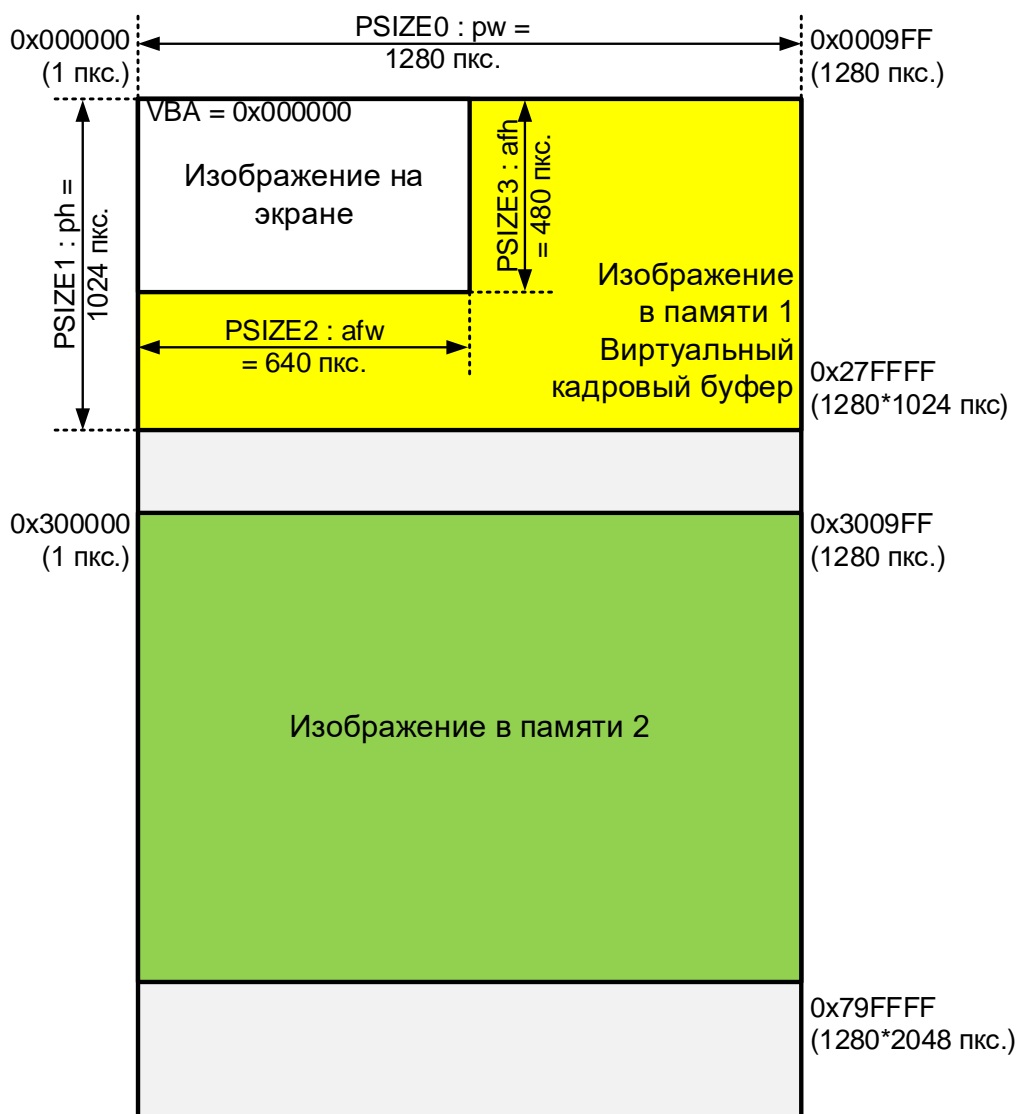 PSIZE0 : pw =
1280 пкс.
0x000000
(1 пкс.)
0x0009FF
(1280 пкс.)
VBA = 0x000000
Изображение на
экране
PSIZE3 : afh
= 480 пкс.
PSIZE1 : ph =
1024 пкс.
PSIZE2 : afw
= 640 пкс.
Изображение
в памяти 1
Виртуальный
кадровый буфер
0x27FFFF
(1280*1024 пкс)
0x300000
(1 пкс.)
0x3009FF
(1280 пкс.)
Изображение в памяти 2
0x79FFFF
(1280*2048 пкс.)